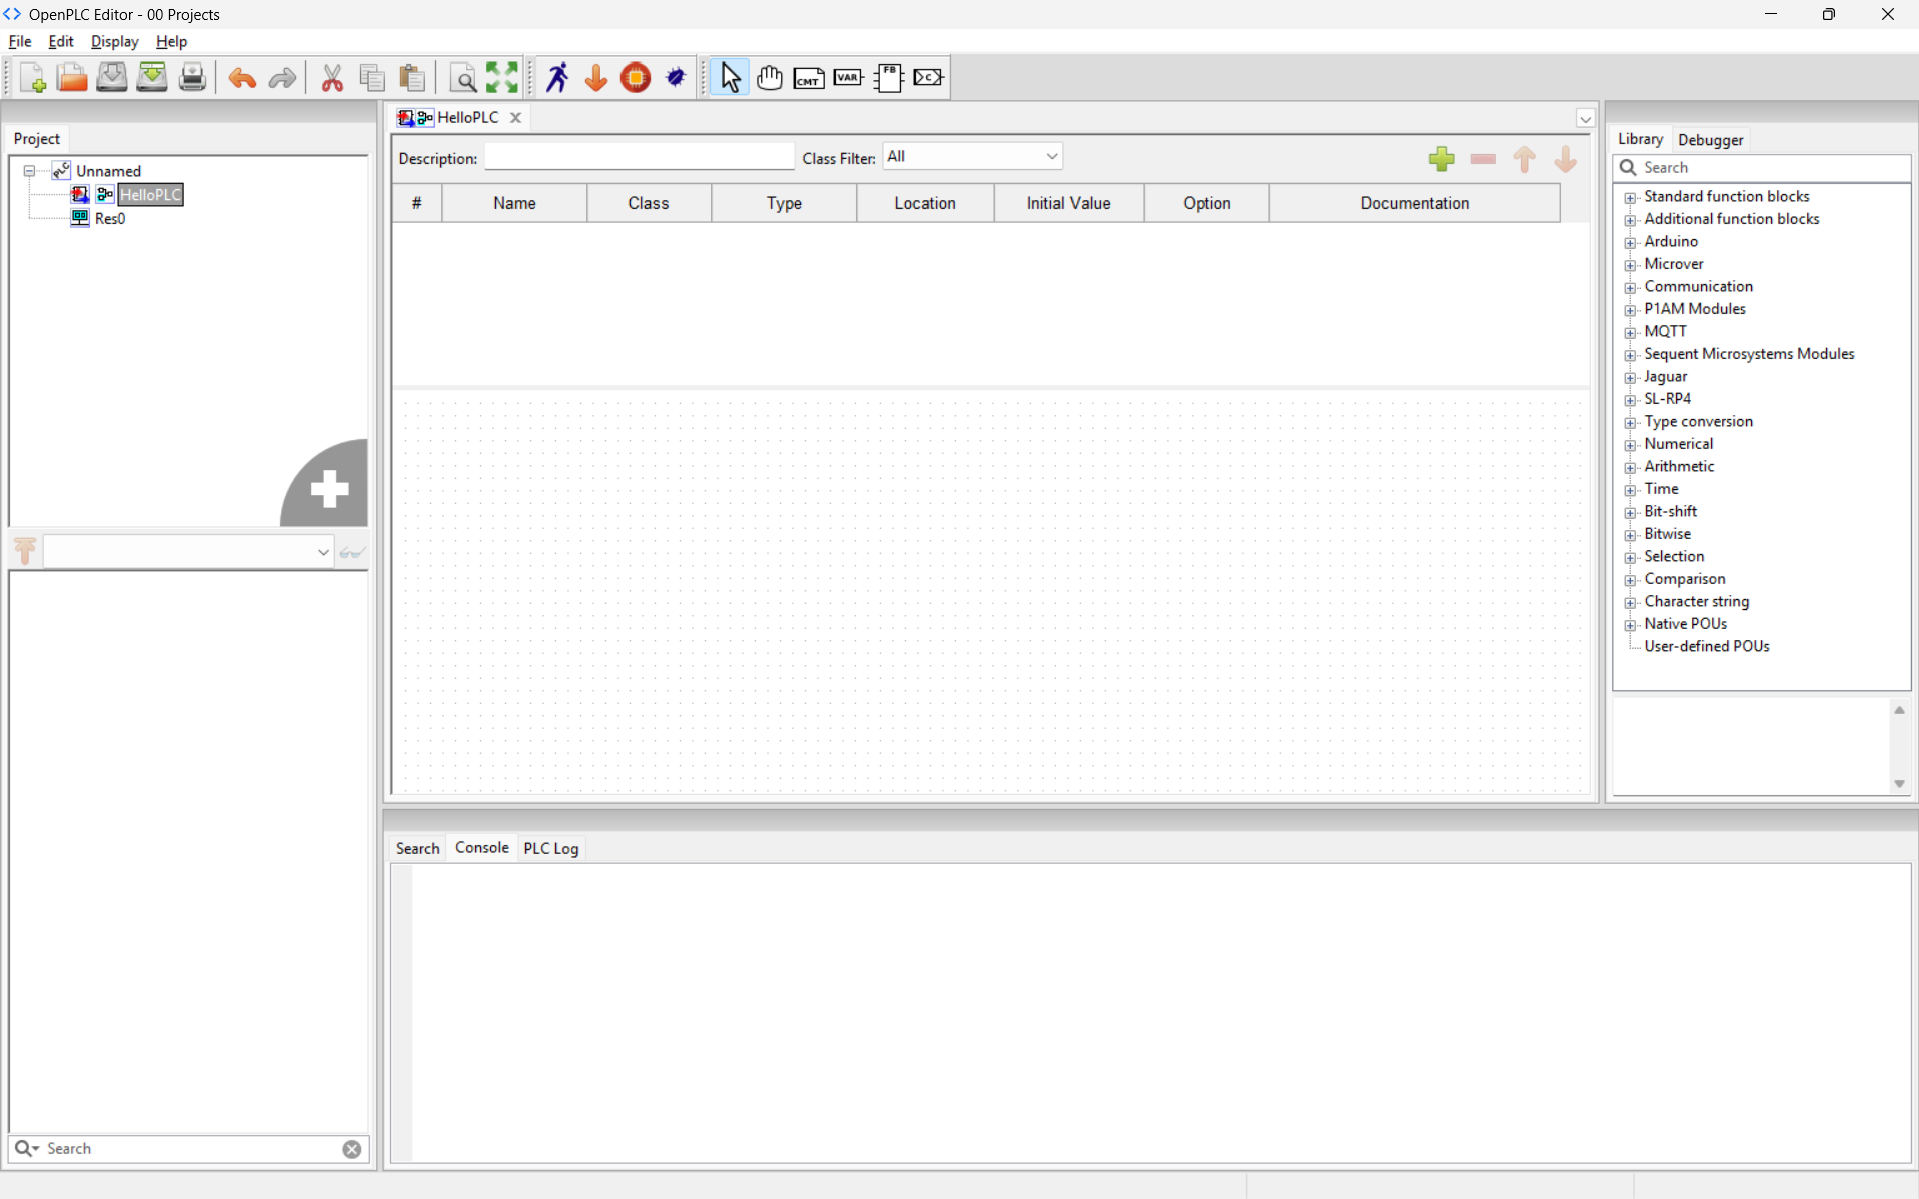 OpenPLC Editor - 00 Projects
File Edit Display Help
CMT VAR FB C
Project
Unnamed
HelloPLC
Res0
Search
HelloPLC
Description: Class Filter: All
# Name Class Type Location Initial Value Option Documentation
Search Console PLC Log
Library Debugger
Search
Standard function blocks
Additional function blocks
Arduino
Microver
Communication
P1AM Modules
MQTT
Sequent Microsystems Modules
Jaguar
SL-RP4
Type conversion
Numerical
Arithmetic
Time
Bit-shift
Bitwise
Selection
Comparison
Character string
Native POUs
User-defined POUs